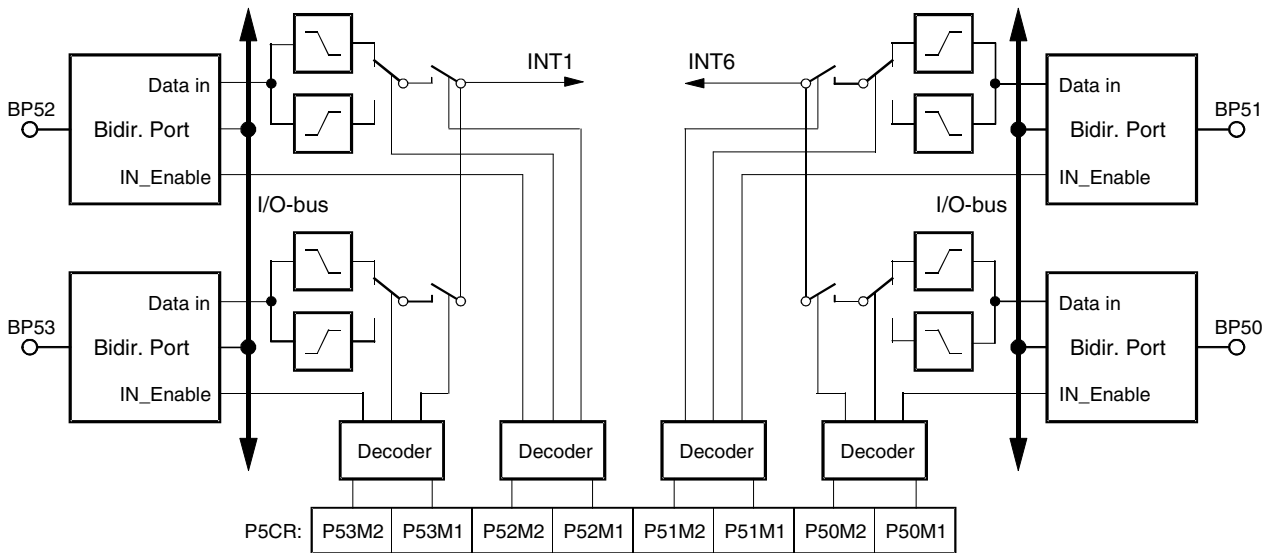 INT1 INT6
Data in Data in
BP52 BP51
Bidir. Port Bidir. Port
IN_Enable IN_Enable
I/O-bus I/O-bus
Data in Data in
BP53 BP50
Bidir. Port Bidir. Port
IN_Enable IN_Enable
Decoder Decoder Decoder Decoder
P5CR: P53M2 P53M1 P52M2 P52M1 P51M2 P51M1 P50M2 P50M1